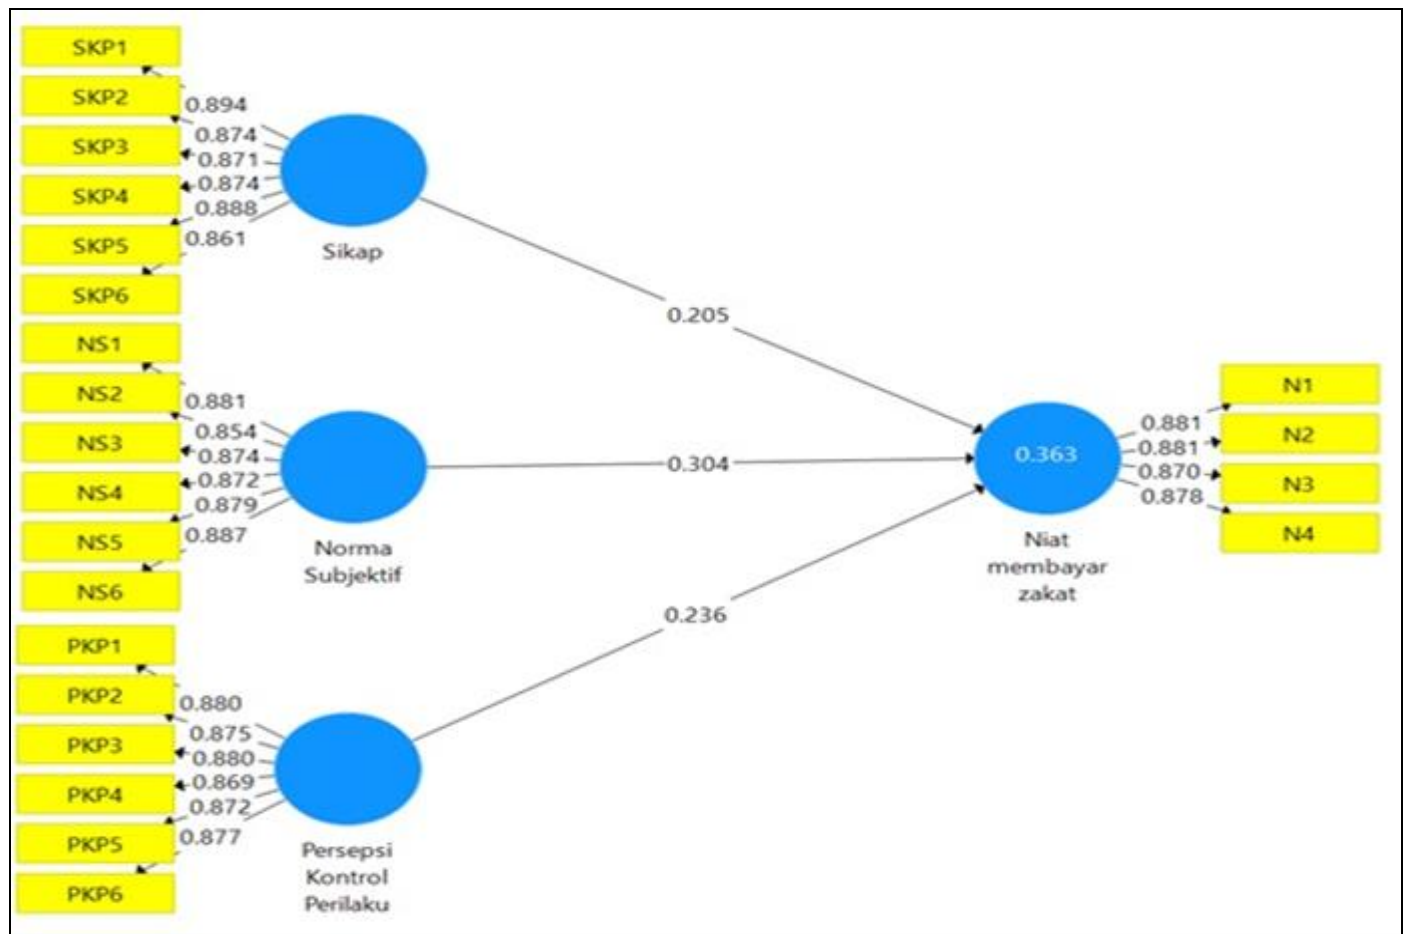 SKP1
SKP2
SKP3
SKP4
SKP5
SKP6
0.894
0.874
0.871
0.874
0.888
0.861
Sikap
NS1
NS2
NS3
NS4
NS5
NS6
0.881
0.854
0.874
0.872
0.879
0.887
Norma
Subjektif
PKP1
PKP2
PKP3
PKP4
PKP5
PKP6
0.880
0.875
0.880
0.869
0.872
0.877
Persepsi
Kontrol
Perilaku
0.205
0.304
0.236
0.363
Niat
membayar
zakat
0.881
0.881
0.870
0.878
N1
N2
N3
N4